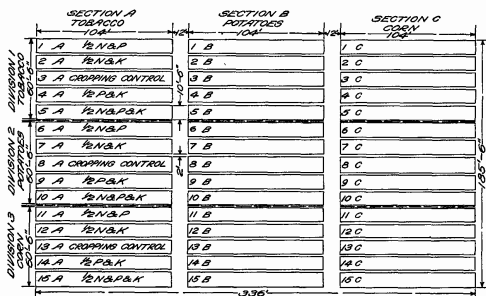 SECTION A
TOBACCO
104'
12'
SECTION B
POTATOES
104'
12'
SECTION C
CORN
104'
DIVISION 1
TOBACCO
60'-6"
1 A ½N&P
2 A ½N&K
3 A CROPPING CONTROL
4 A ½P&K
5 A ½N&P&K
DIVISION 2
POTATOES
60'-6"
6 A ½N&P
7 A ½N&K
8 A CROPPING CONTROL
9 A ½P&K
10 A ½N&P&K
DIVISION 3
CORN
60'-6"
11 A ½N&P
12 A ½N&K
13 A CROPPING CONTROL
14 A ½P&K
15 A ½N&P&K
10'-6"
2'
1 B
2 B
3 B
4 B
5 B
6 B
7 B
8 B
9 B
10 B
11 B
12 B
13 B
14 B
15 B
1 C
2 C
3 C
4 C
5 C
6 C
7 C
8 C
9 C
10 C
11 C
12 C
13 C
14 C
15 C
185'-6"
336'